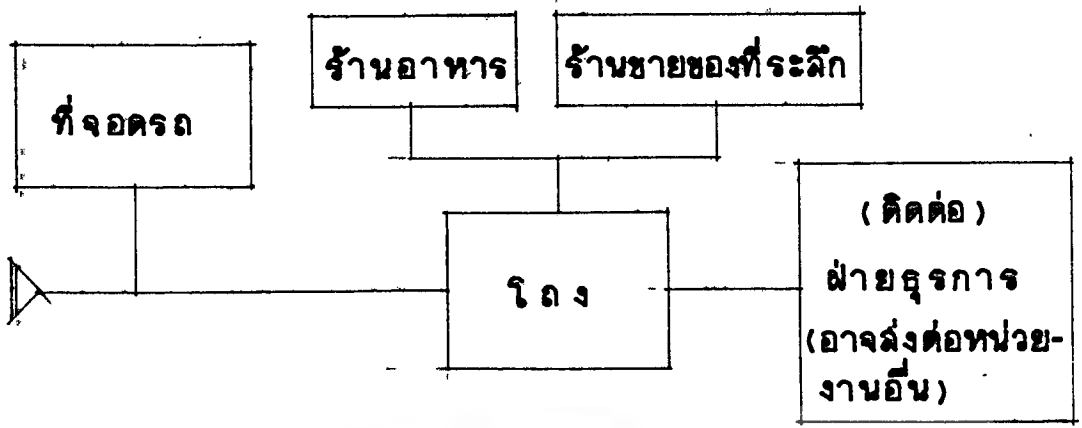 ร้านอาหาร
ร้านขายของที่ระลึก
ที่จอดรถ
โถง
(ติดต่อ)
ฝ่ายธุรการ
(อาจส่งต่อหน่วย-
งานอื่น)